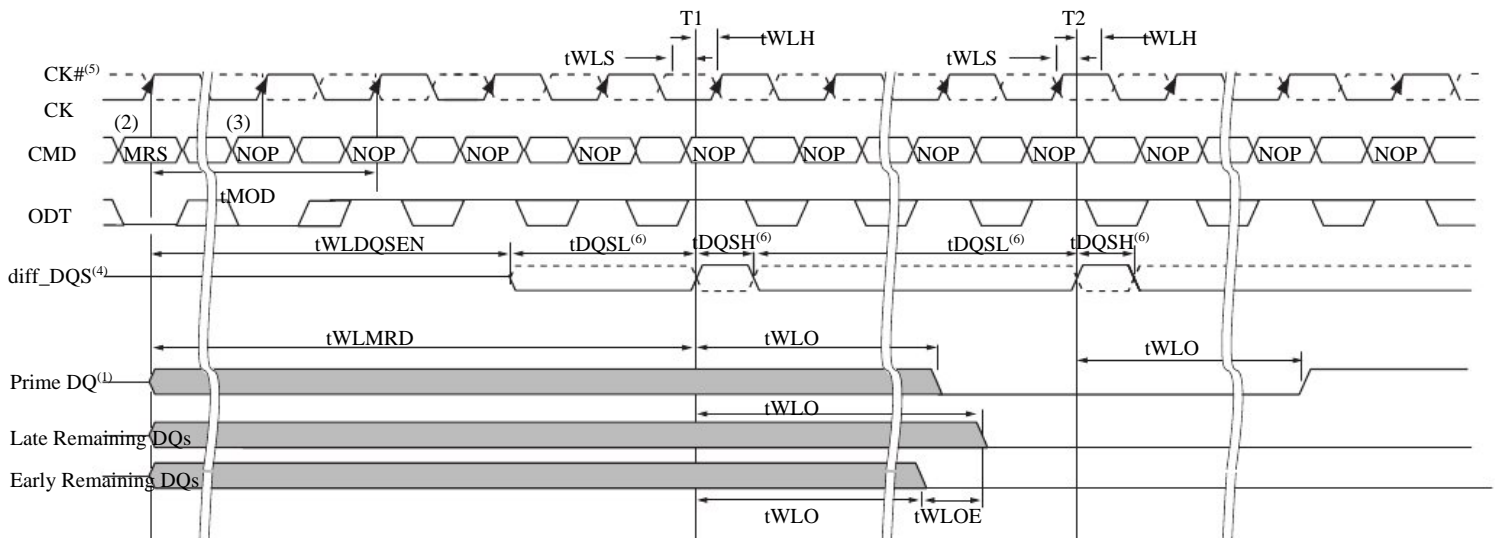 T1 T2
tWLH tWLH
tWLS tWLS
CK#(5)
CK
(2) (3)
CMD MRS NOP NOP NOP NOP NOP NOP NOP NOP NOP NOP NOP
tMOD
ODT
tWLDQSEN tDQSL(6) tDQSH(6) tDQSL(6) tDQSH(6)
diff_DQS(4)
tWLMRD tWLO tWLO
Prime DQ(1)
tWLO
Late Remaining DQs
Early Remaining DQs
tWLO tWLOE